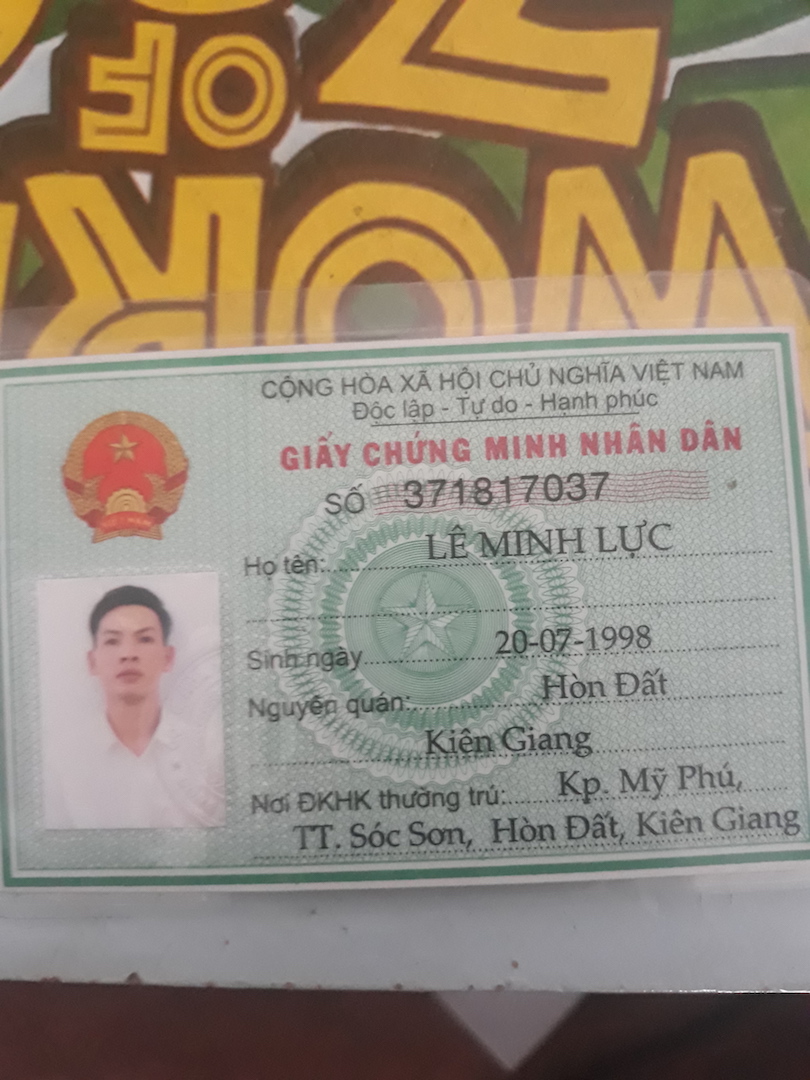 OF
WOR
CỘNG HÒA XÃ HỘI CHỦ NGHĨA VIỆT NAM
Độc lập - Tự do - Hạnh phúc
GIẤY CHỨNG MINH NHÂN DÂN
SỐ 371817037
Họ tên: LÊ MINH LỰC
Sinh ngày 20-07-1998
Nguyên quán: Hòn Đất
Kiên Giang
Nơi ĐKHK thường trú: Kp. Mỹ Phú,
TT. Sóc Sơn, Hòn Đất, Kiên Giang